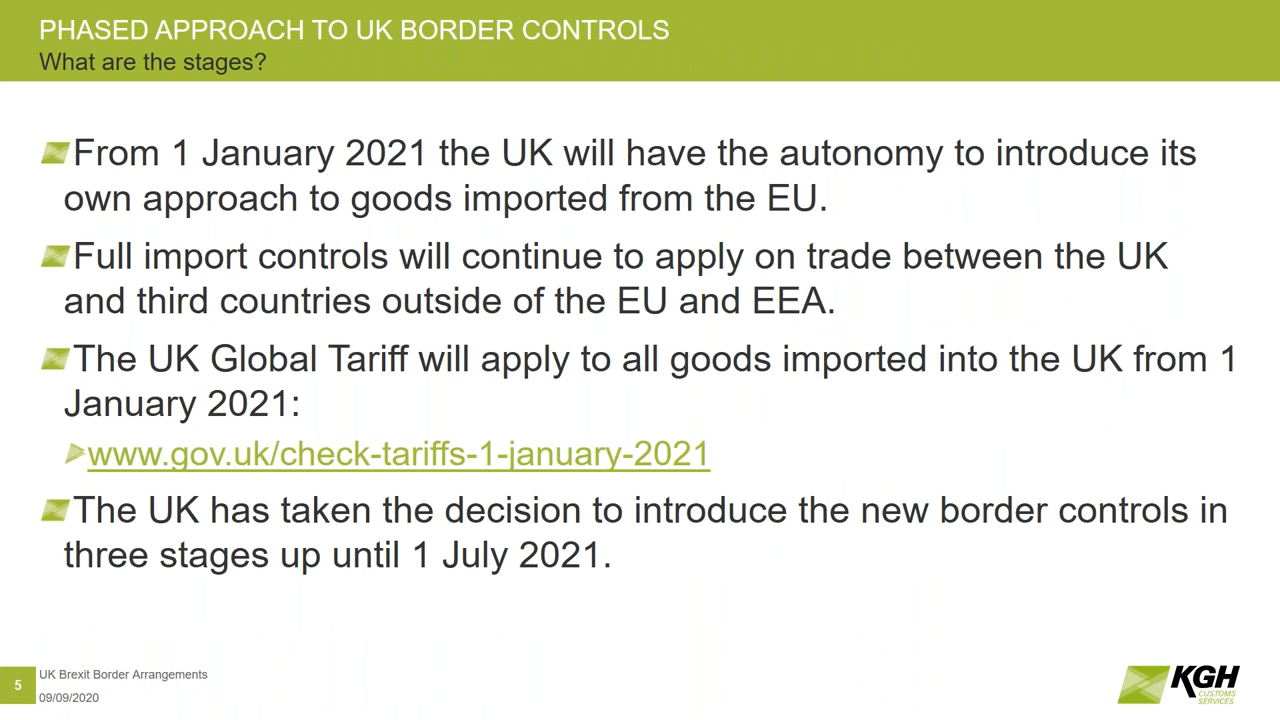 PHASED APPROACH TO UK BORDER CONTROLS
What are the stages?
From 1 January 2021 the UK will have the autonomy to introduce its
own approach to goods imported from the EU.
Full import controls will continue to apply on trade between the UK
and third countries outside of the EU and EEA.
The UK Global Tariff will apply to all goods imported into the UK from 1
January 2021:
www.gov.uk/check-tariffs-1-january-2021
The UK has taken the decision to introduce the new border controls in
three stages up until 1 July 2021.
5
UK Brexit Border Arrangements
09/09/2020
KGH
CUSTOMS
SERVICES